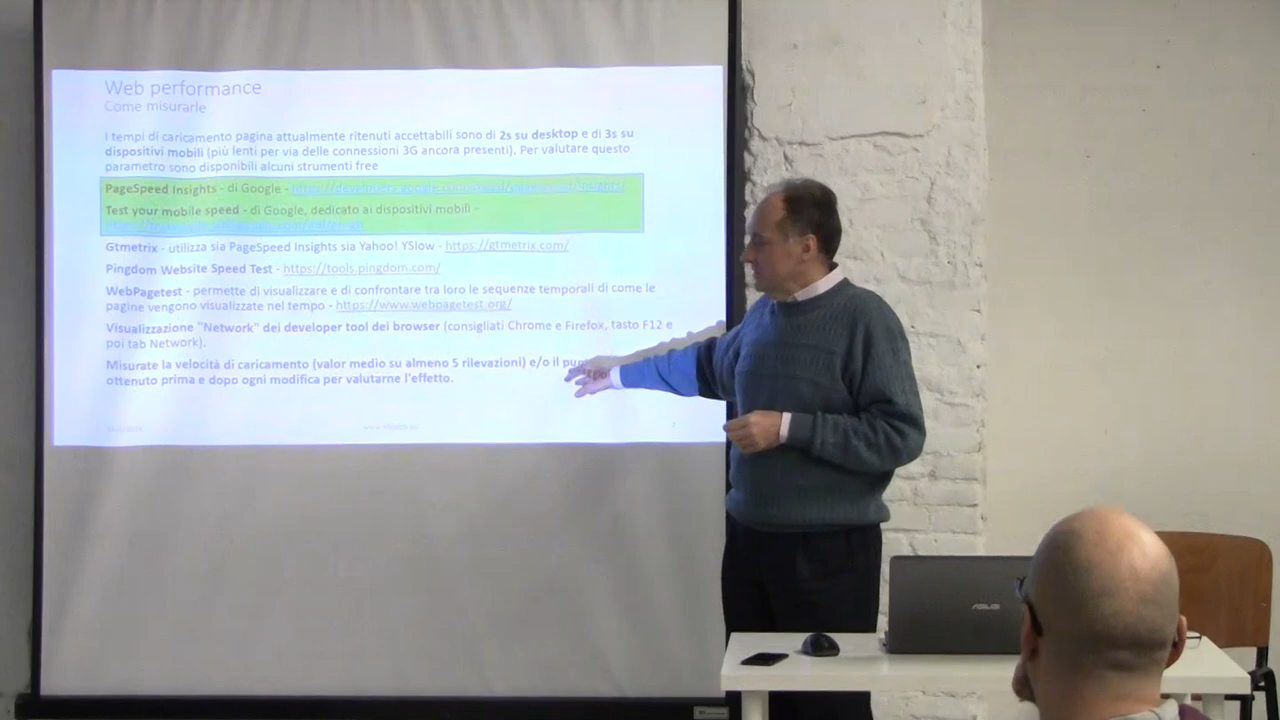 Web performance
Come misurarle
I tempi di caricamento pagina attualmente ritenuti accettabili sono di 2s su desktop e di 3s su
dispositivi mobili (più lenti per via delle connessioni 3G ancora presenti). Per valutare questo
parametro sono disponibili alcuni strumenti free
PageSpeed Insights - di Google -
Test your mobile speed - di Google, dedicato ai dispositivi mobili -
Gtmetrix - utilizza sia PageSpeed Insights sia Yahoo! YSlow - https://gtmetrix.com/
Pingdom Website Speed Test - https://tools.pingdom.com/
WebPagetest - permette di visualizzare e di confrontare tra loro le sequenze temporali di come le
pagine vengono visualizzate nel tempo - https://www.webpagetest.org/
Visualizzazione "Network" dei developer tool dei browser (consigliati Chrome e Firefox, tasto F12 e
poi tab Network).
Misurate la velocità di caricamento (valor medio su almeno 5 rilevazioni) e/o il
ottenuto prima e dopo ogni modifica per valutarne l'effetto.
ASUS